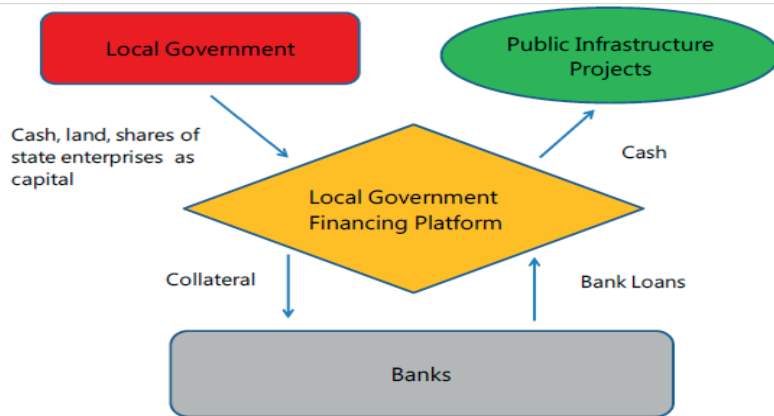 Local Government
Public Infrastructure
Projects
Cash, land, shares of
state enterprises as
capital
Cash
Local Government
Financing Platform
Collateral
Bank Loans
Banks